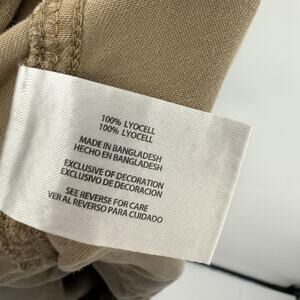 100% LYOCELL
100% LYOCELL
MADE IN BANGLADESH
HECHO EN BANGLADESH
EXCLUSIVE OF DECORATION
EXCLUSIVO DE DECORACION
SEE REVERSE FOR CARE
VER AL REVERSO PARA CUIDADO